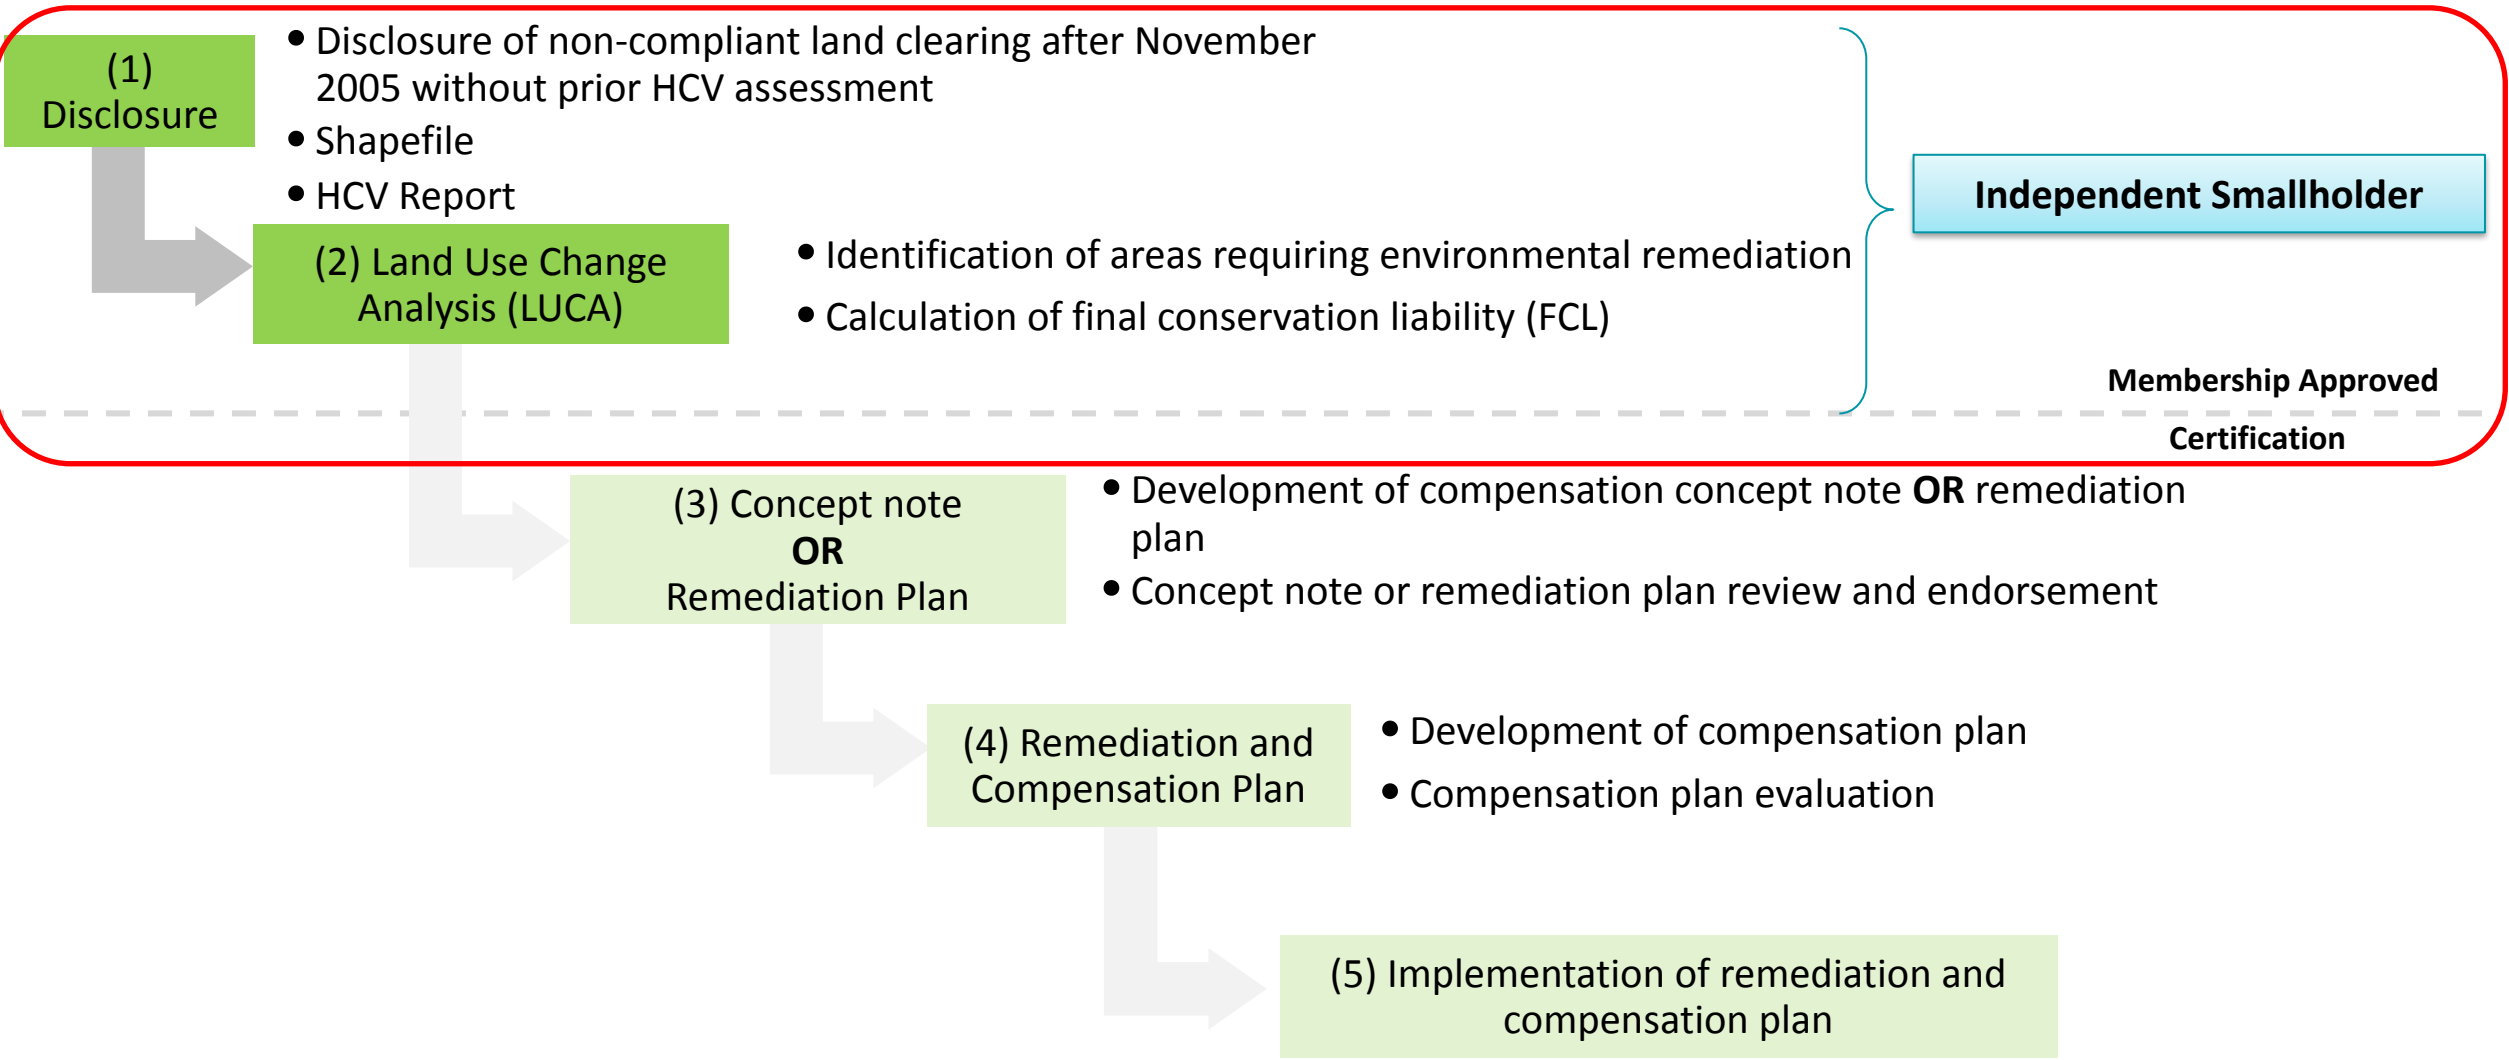 (1)
Disclosure
• Disclosure of non-compliant land clearing after November
2005 without prior HCV assessment
• Shapefile
• HCV Report
Independent Smallholder
(2) Land Use Change
Analysis (LUCA)
• Identification of areas requiring environmental remediation
• Calculation of final conservation liability (FCL)
Membership Approved
Certification
(3) Concept note
OR
Remediation Plan
• Development of compensation concept note OR remediation
plan
• Concept note or remediation plan review and endorsement
(4) Remediation and
Compensation Plan
• Development of compensation plan
• Compensation plan evaluation
(5) Implementation of remediation and
compensation plan